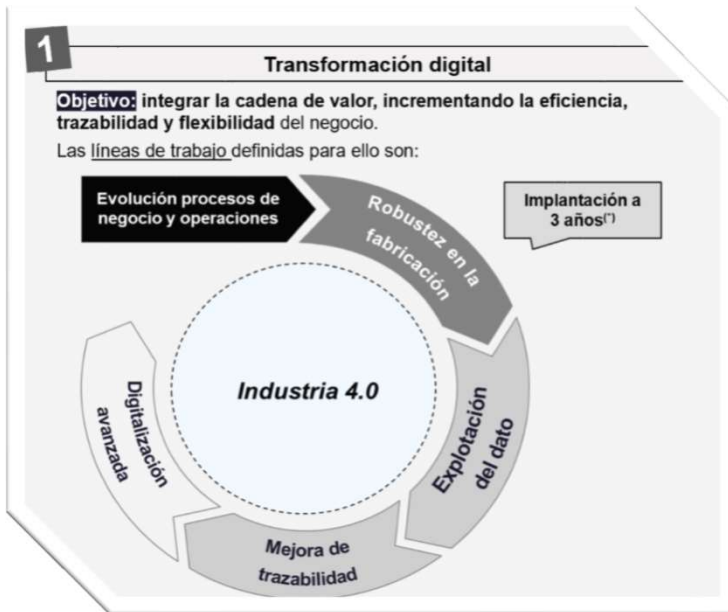 1
Transformación digital
Objetivo: integrar la cadena de valor, incrementando la eficiencia,
trazabilidad y flexibilidad del negocio.
Las líneas de trabajo definidas para ello son:
Evolución procesos de
negocio y operaciones
Robustez en la
fabricación
Implantación a
3 años(*)
Industria 4.0
Explotación
del dato
Mejora de
trazabilidad
Digitalización
avanzada